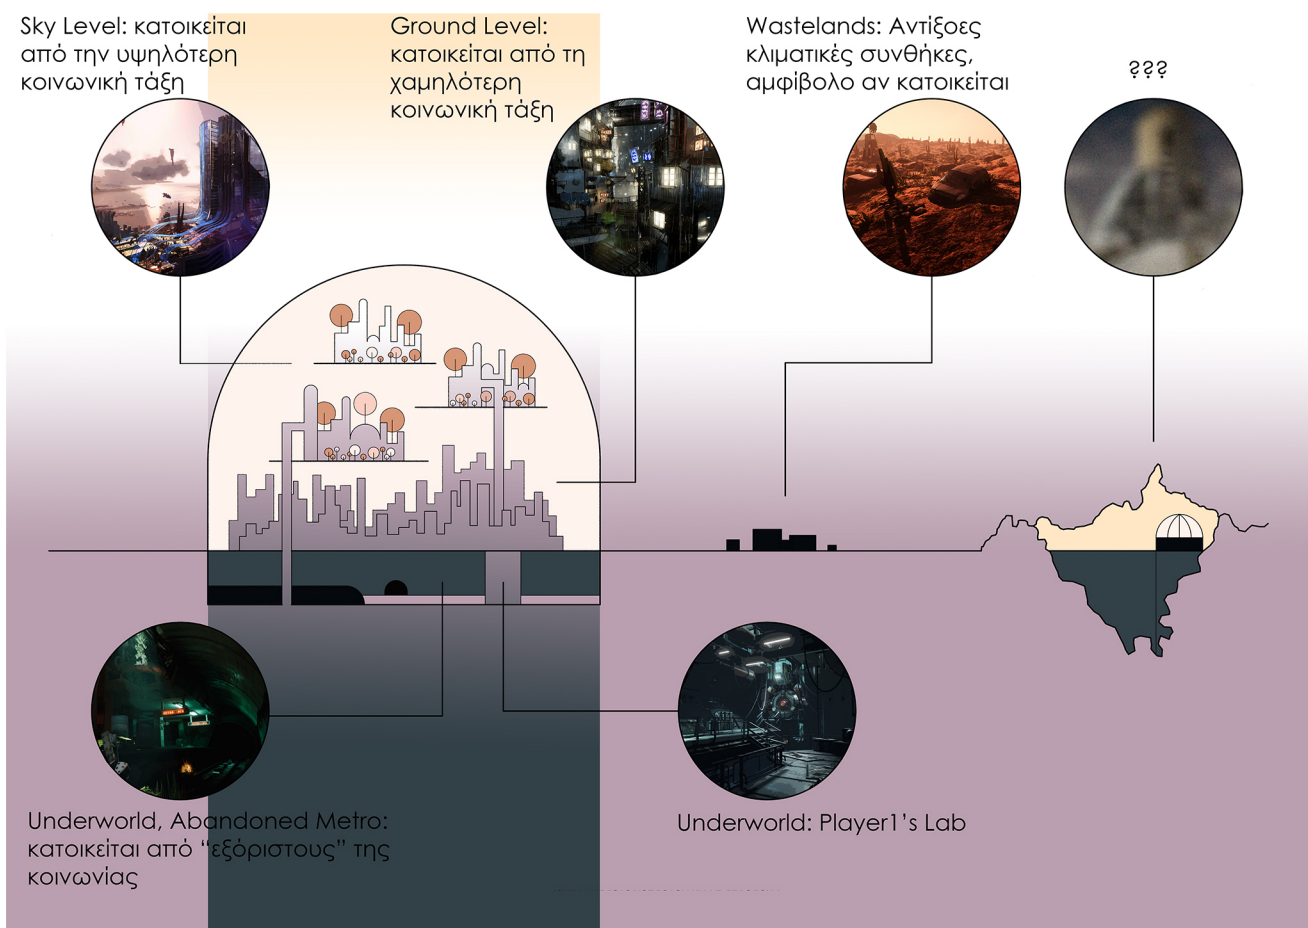 Sky Level: κατοικείται
από την υψηλότερη
κοινωνική τάξη
Ground Level:
κατοικείται από τη
χαμηλότερη
κοινωνική τάξη
Wastelands: Αντίξοες
κλιματικές συνθήκες,
αμφίβολο αν κατοικείται
???
Underworld, Abandoned Metro:
κατοικείται από “εξόριστους” της
κοινωνίας
Underworld: Player1’s Lab